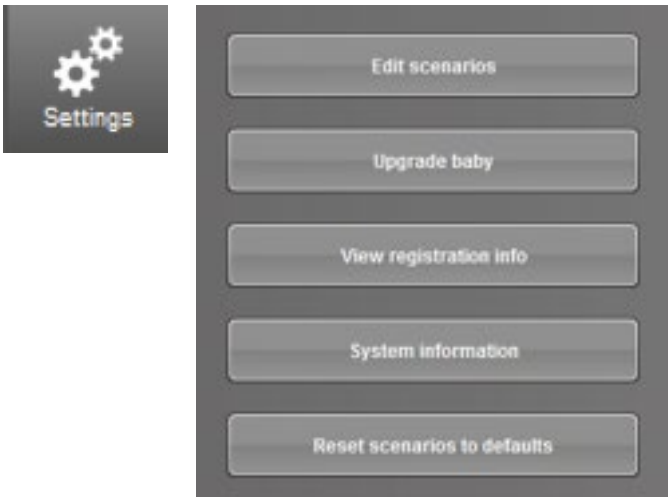 Settings
Edit scenarios
Upgrade baby
View registration info
System information
Reset scenarios to defaults